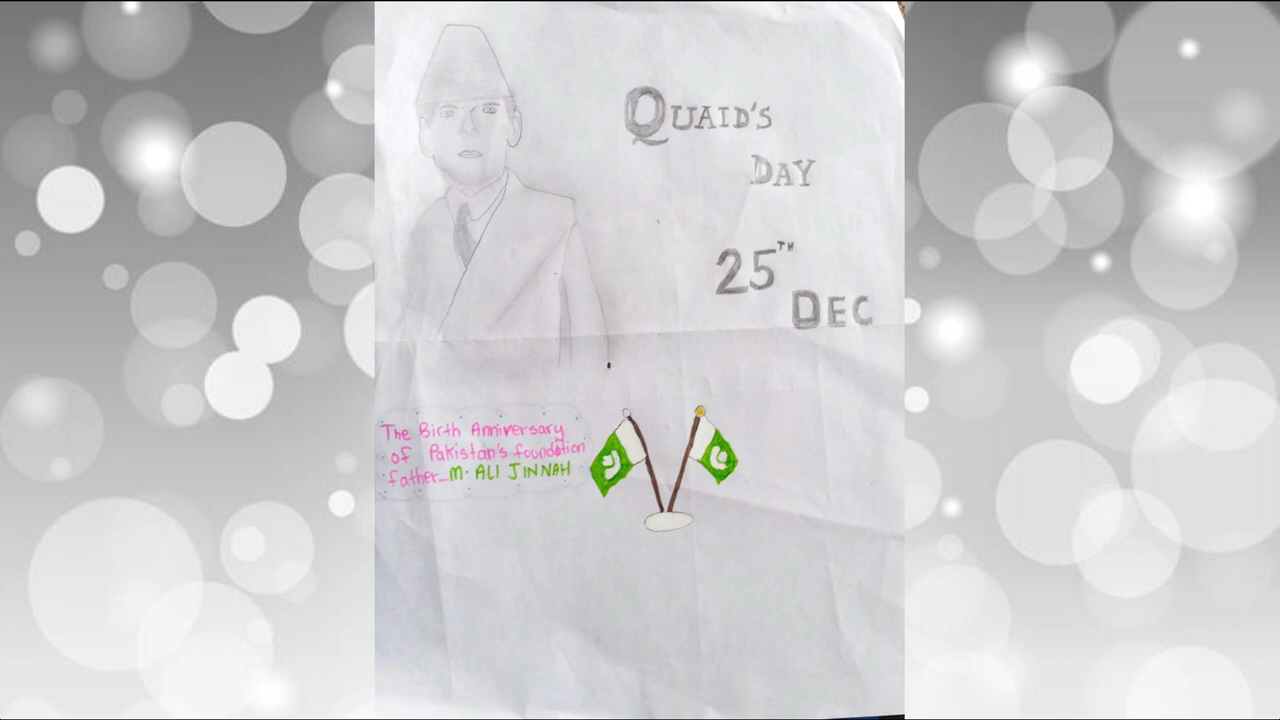 QUAID'S
DAY
25TH
DEC
The Birth Anniversary
of Pakistan's foundation
father_M. ALI JINNAH